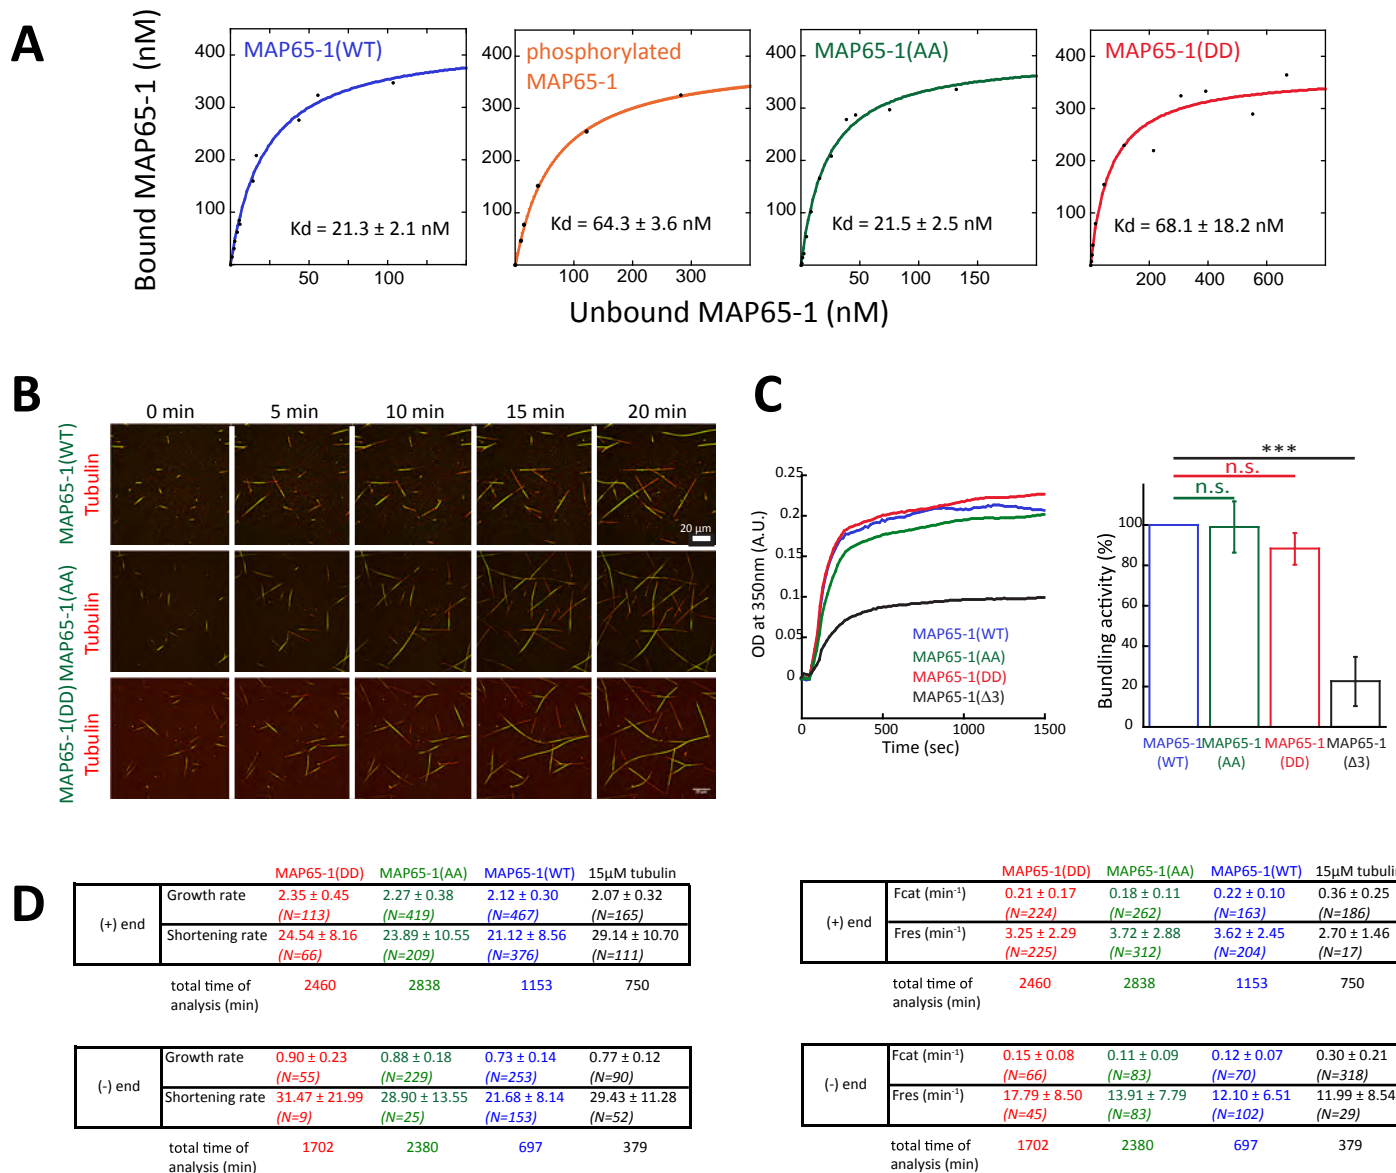 A
Bound MAP65-1 (nM)
MAP65-1(WT)
400
300
200
100
Kd = 21.3 ± 2.1 nM
50
100
phosphorylated
MAP65-1
400
300
200
100
Kd = 64.3 ± 3.6 nM
100
200
300
MAP65-1(AA)
400
300
200
100
Kd = 21.5 ± 2.5 nM
0
50
100
150
MAP65-1(DD)
400
300
200
100
Kd = 68.1 ± 18.2 nM
200
400
600
Unbound MAP65-1 (nM)
B
0 min 5 min 10 min 15 min 20 min
MAP65-1(WT)
Tubulin
20 µm
MAP65-1(AA)
Tubulin
MAP65-1(DD)
Tubulin
C
OD at 350nm (A.U.)
0.25
0.2
0.15
0.1
0.05
0
MAP65-1(WT)
MAP65-1(AA)
MAP65-1(DD)
MAP65-1(Δ3)
0 500 1000 1500
Time (sec)
***
n.s.
n.s.
Bundling activity (%)
100
80
60
40
20
0
MAP65-1 MAP65-1 MAP65-1 MAP65-1
(WT) (AA) (DD) (Δ3)
D
MAP65-1(DD) MAP65-1(AA) MAP65-1(WT) 15µM tubulin
(+) end
Growth rate 2.35 ± 0.45 2.27 ± 0.38 2.12 ± 0.30 2.07 ± 0.32
(N=113) (N=419) (N=467) (N=165)
Shortening rate 24.54 ± 8.16 23.89 ± 10.55 21.12 ± 8.56 29.14 ± 10.70
(N=66) (N=209) (N=376) (N=111)
total time of
analysis (min) 2460 2838 1153 750
(-) end
Growth rate 0.90 ± 0.23 0.88 ± 0.18 0.73 ± 0.14 0.77 ± 0.12
(N=55) (N=229) (N=253) (N=90)
Shortening rate 31.47 ± 21.99 28.90 ± 13.55 21.68 ± 8.14 29.43 ± 11.28
(N=9) (N=25) (N=153) (N=52)
total time of
analysis (min) 1702 2380 697 379
MAP65-1(DD) MAP65-1(AA) MAP65-1(WT) 15µM tubulin
(+) end
Fcat (min⁻¹) 0.21 ± 0.17 0.18 ± 0.11 0.22 ± 0.10 0.36 ± 0.25
(N=224) (N=262) (N=163) (N=186)
Fres (min⁻¹) 3.25 ± 2.29 3.72 ± 2.88 3.62 ± 2.45 2.70 ± 1.46
(N=225) (N=312) (N=204) (N=17)
total time of
analysis (min) 2460 2838 1153 750
(-) end
Fcat (min⁻¹) 0.15 ± 0.08 0.11 ± 0.09 0.12 ± 0.07 0.30 ± 0.21
(N=66) (N=83) (N=70) (N=318)
Fres (min⁻¹) 17.79 ± 8.50 13.91 ± 7.79 12.10 ± 6.51 11.99 ± 8.54
(N=45) (N=83) (N=102) (N=29)
total time of
analysis (min) 1702 2380 697 379